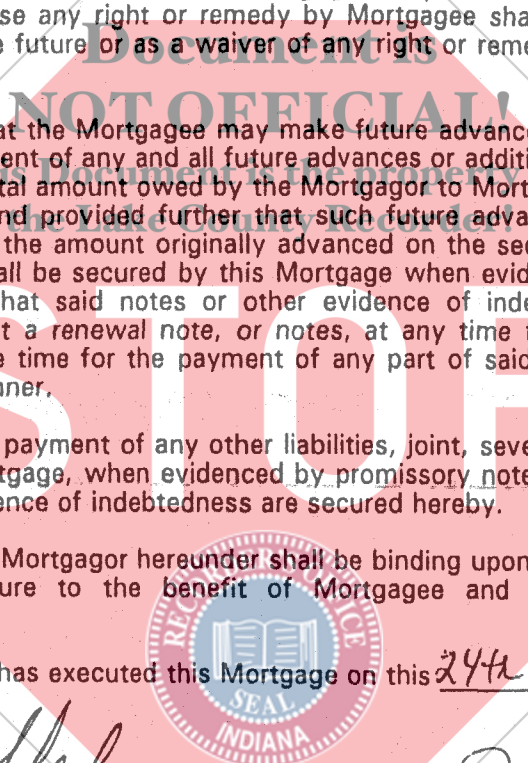 se any right or remedy by Mortgagee sha
e future or as a waiver of any right or reme
Document is
NOT OFFICIAL!
at the Mortgagee may make future advanc
ent of any and all future advances or additi
is Document is the property
tal amount owed by the Mortgagor to Mort
nd provided further that such future adva
the Lake County Recorder!
the amount originally advanced on the se
all be secured by this Mortgage when evid
hat said notes or other evidence of inde
t a renewal note, or notes, at any time
e time for the payment of any part of said
nner.
STOP
payment of any other liabilities, joint, seve
tgage, when evidenced by promissory note
ence of indebtedness are secured hereby.
Mortgagor hereunder shall be binding upon
ure to the benefit of Mortgagee and
has executed this Mortgage on this 24th
RECORDER'S OFFICE
SEAL
INDIANA